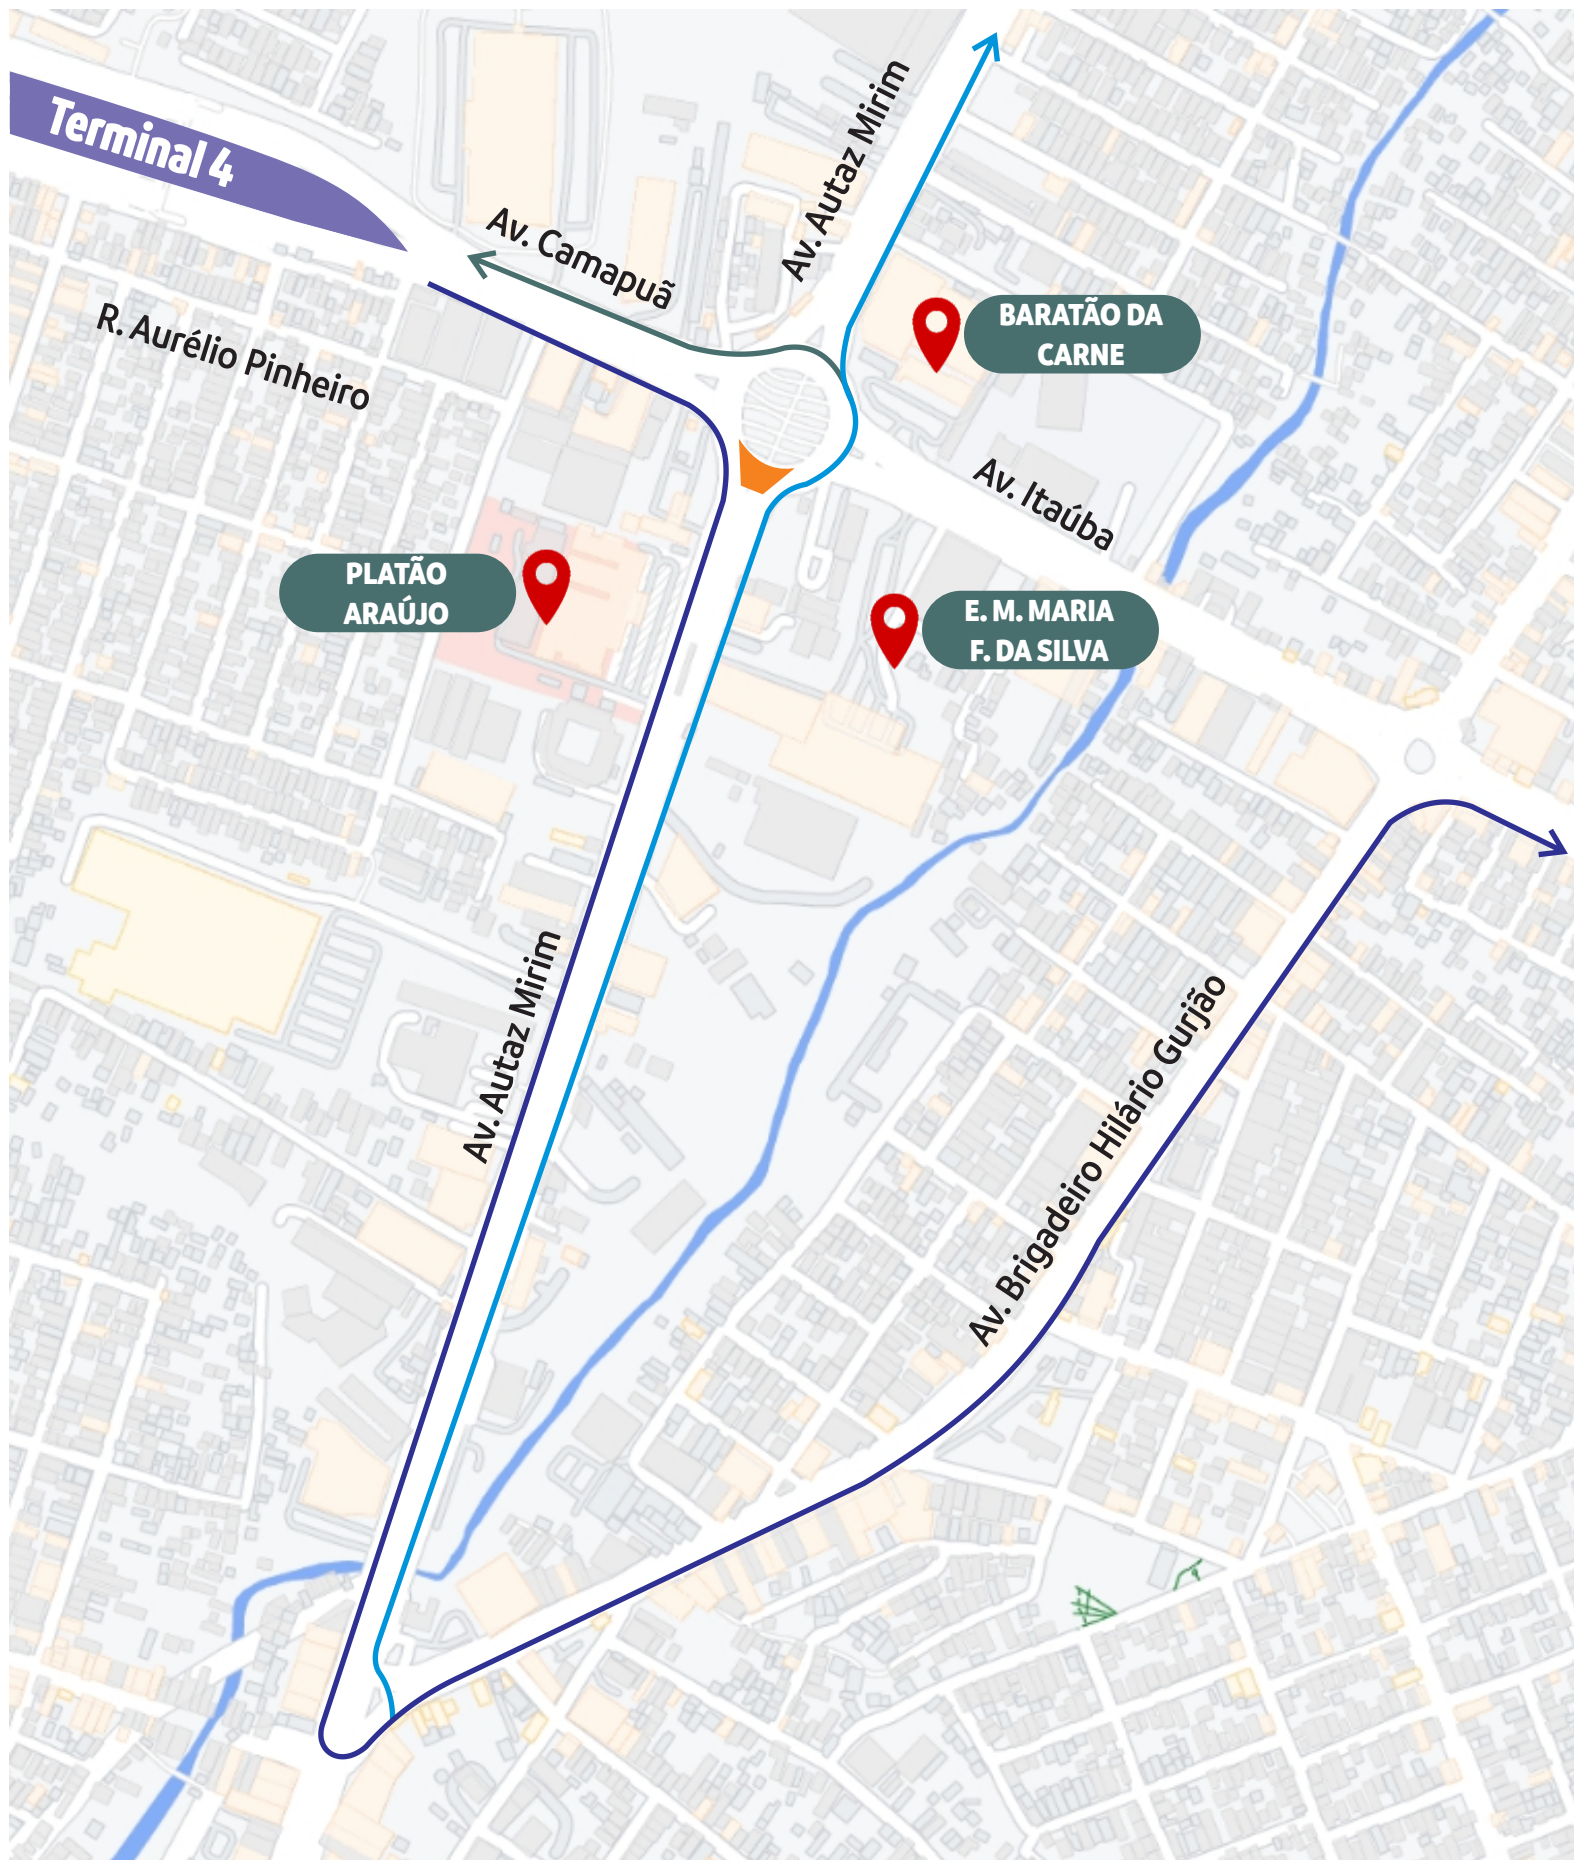 Terminal 4
Av. Autaz Mirim
Av. Camapuã
R. Aurélio Pinheiro
BARATÃO DA
CARNE
Av. Itaúba
PLATÃO
ARAÚJO
E. M. MARIA
F. DA SILVA
Av. Autaz Mirim
Av. Brigadeiro Hilário Gurjão